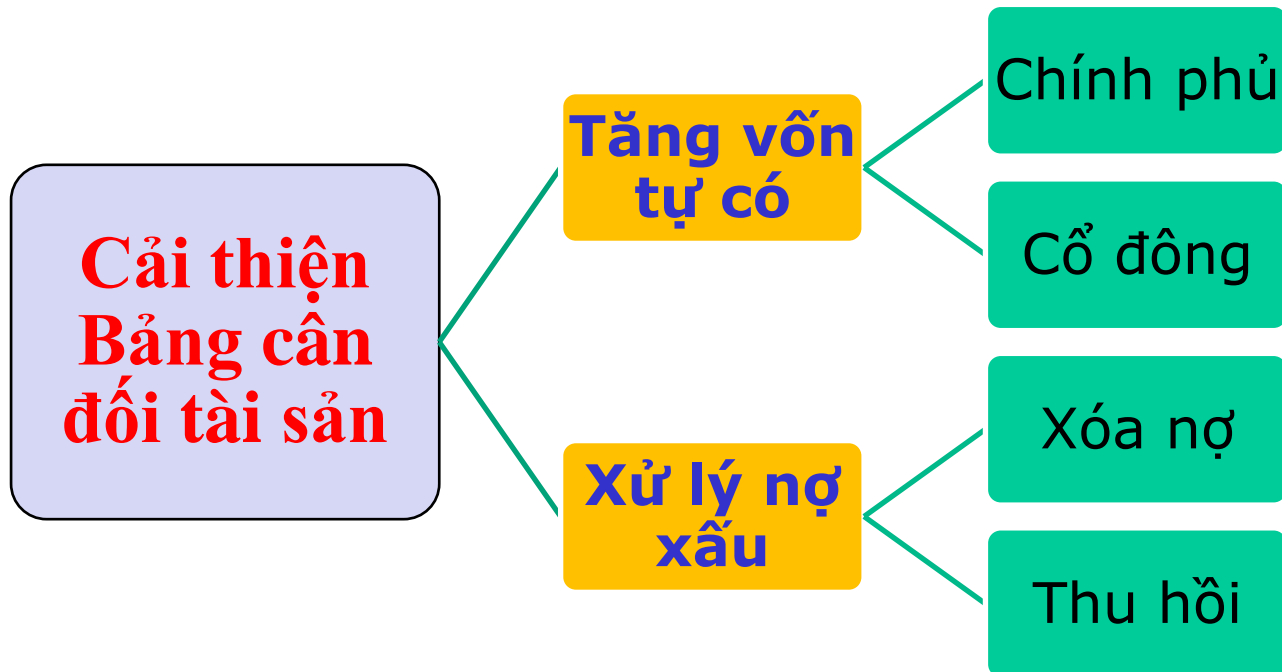 Cải thiện
Bảng cân
đối tài sản
Tăng vốn
tự có
Chính phủ
Cổ đông
Xử lý nợ
xấu
Xóa nợ
Thu hồi